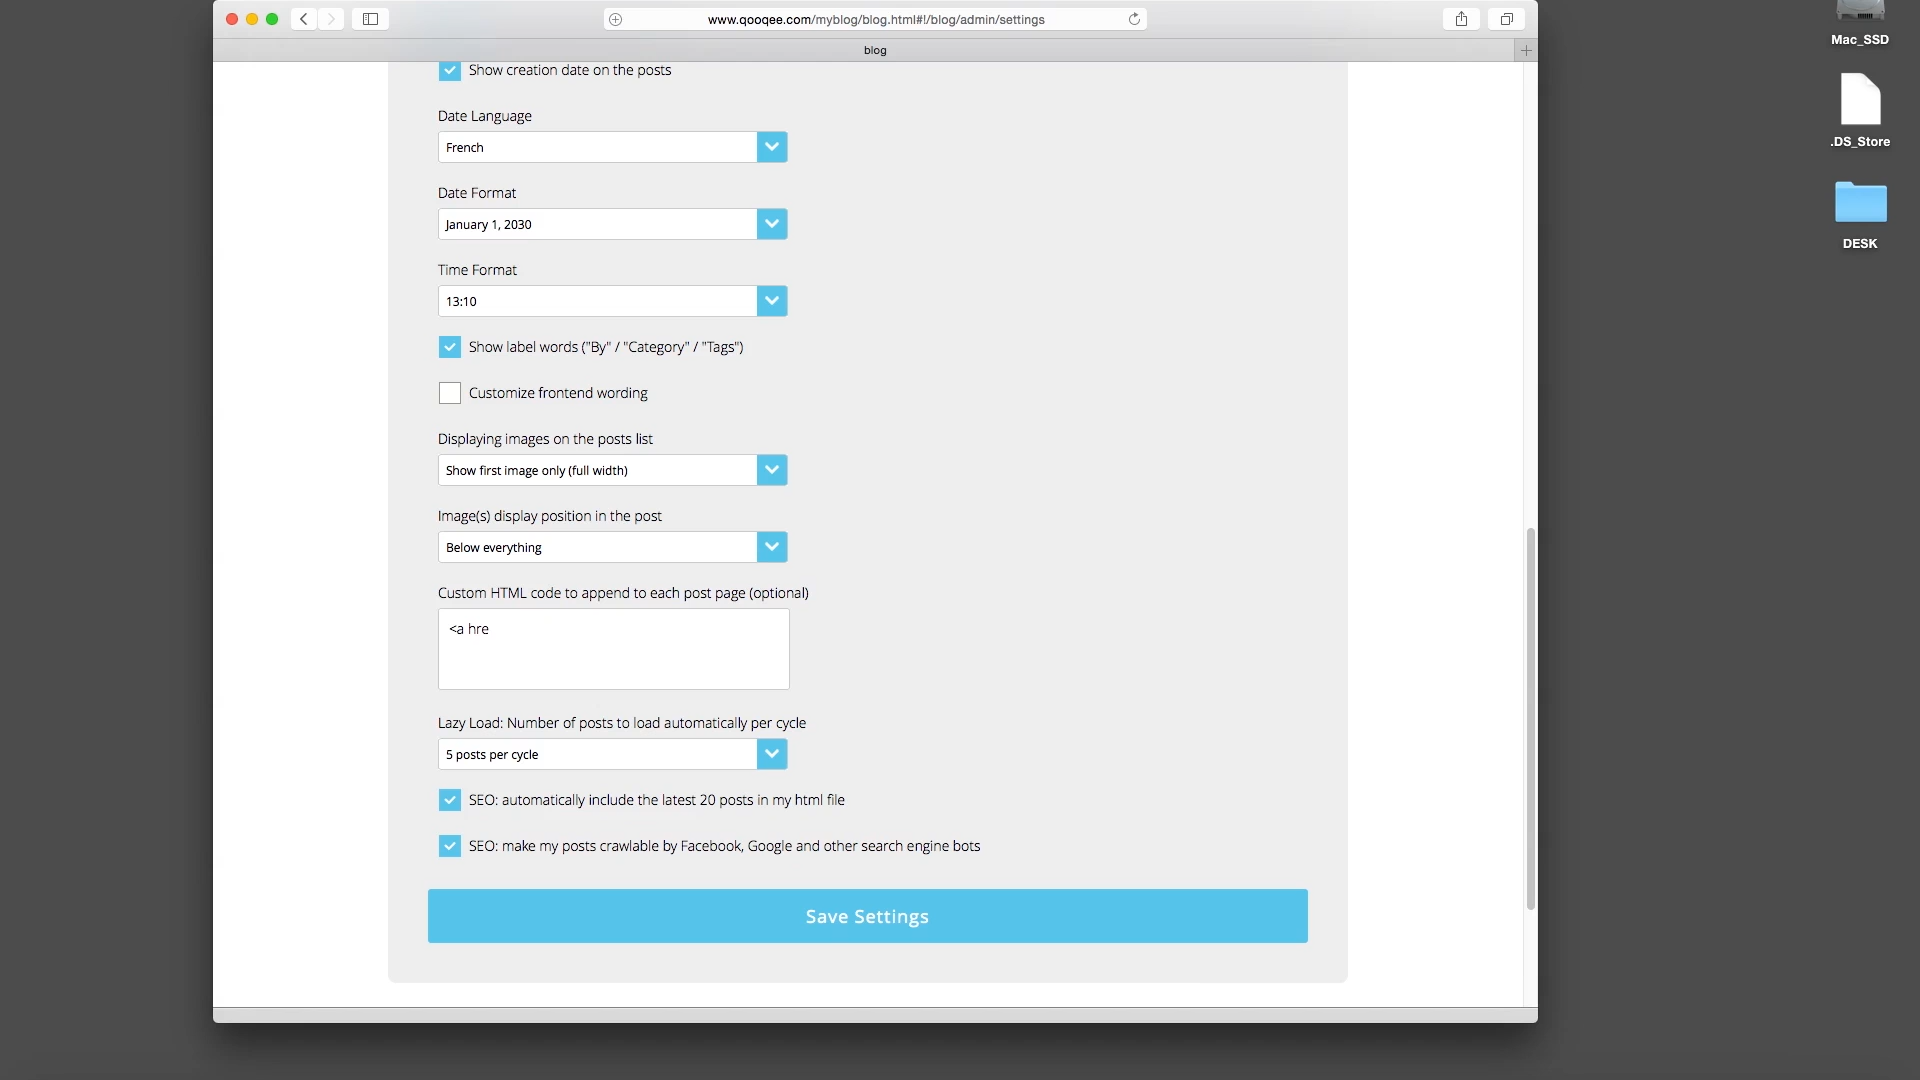 www.qooqee.com/myblog/blog.html#!/blog/admin/settings
blog
Mac_SSD
.DS_Store
DESK
Show creation date on the posts
Date Language
French
Date Format
January 1, 2030
Time Format
13:10
Show label words ("By" / "Category" / "Tags")
Customize frontend wording
Displaying images on the posts list
Show first image only (full width)
Image(s) display position in the post
Below everything
Custom HTML code to append to each post page (optional)
<a hre
Lazy Load: Number of posts to load automatically per cycle
5 posts per cycle
SEO: automatically include the latest 20 posts in my html file
SEO: make my posts crawlable by Facebook, Google and other search engine bots
Save Settings